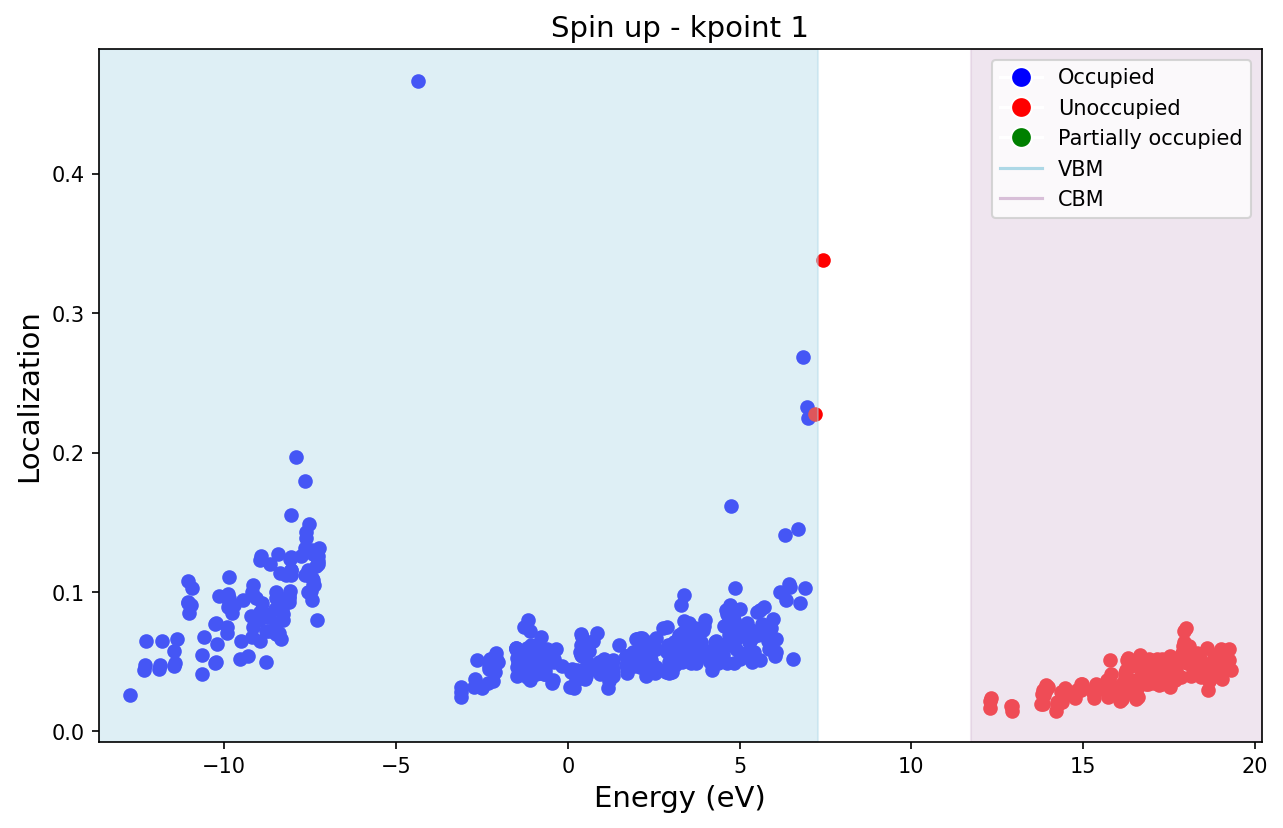 Spin up - kpoint 1
Localization
0.4
0.3
0.2
0.1
0.0
Occupied
Unoccupied
Partially occupied
VBM
CBM
−10
−5
0
5
10
15
20
Energy (eV)